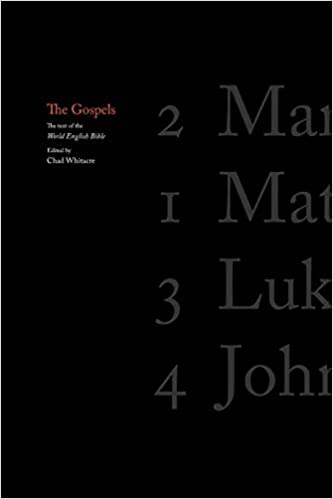 The Gospels
The text of the
World English Bible
Edited by
Chad Whitacre
2 Mar
1 Mat
3 Luk
4 John